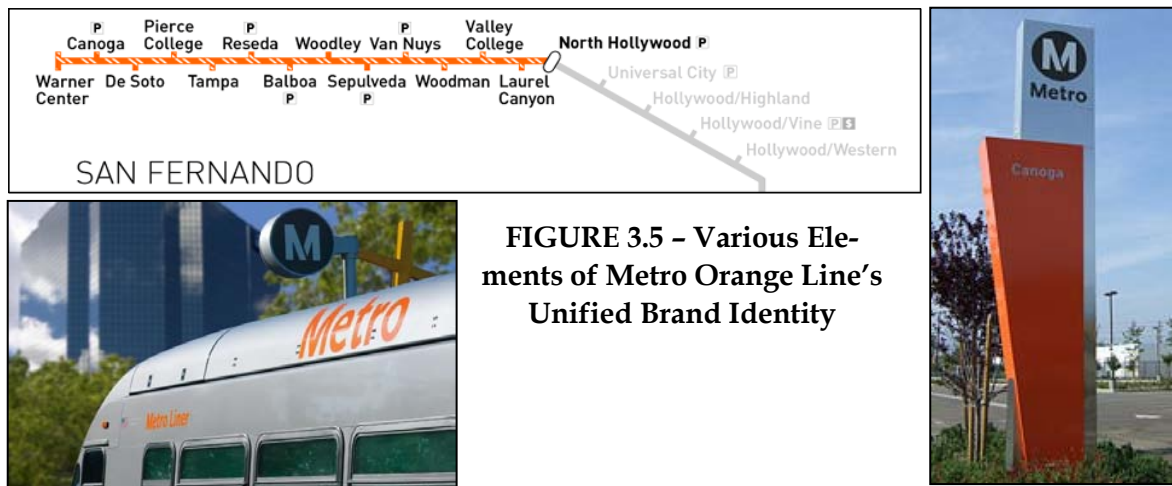 P
Canoga
Pierce
College
P
Reseda
Woodley
P
Van Nuys
Valley
College
North Hollywood P
Warner
Center
De Soto
Tampa
Balboa
P
Sepulveda
P
Woodman
Laurel
Canyon
Universal City P
Hollywood/Highland
Hollywood/Vine P S
Hollywood/Western
SAN FERNANDO
M
Metro
Metro Liner
FIGURE 3.5 – Various Ele-
ments of Metro Orange Line’s
Unified Brand Identity
M
Metro
Canoga